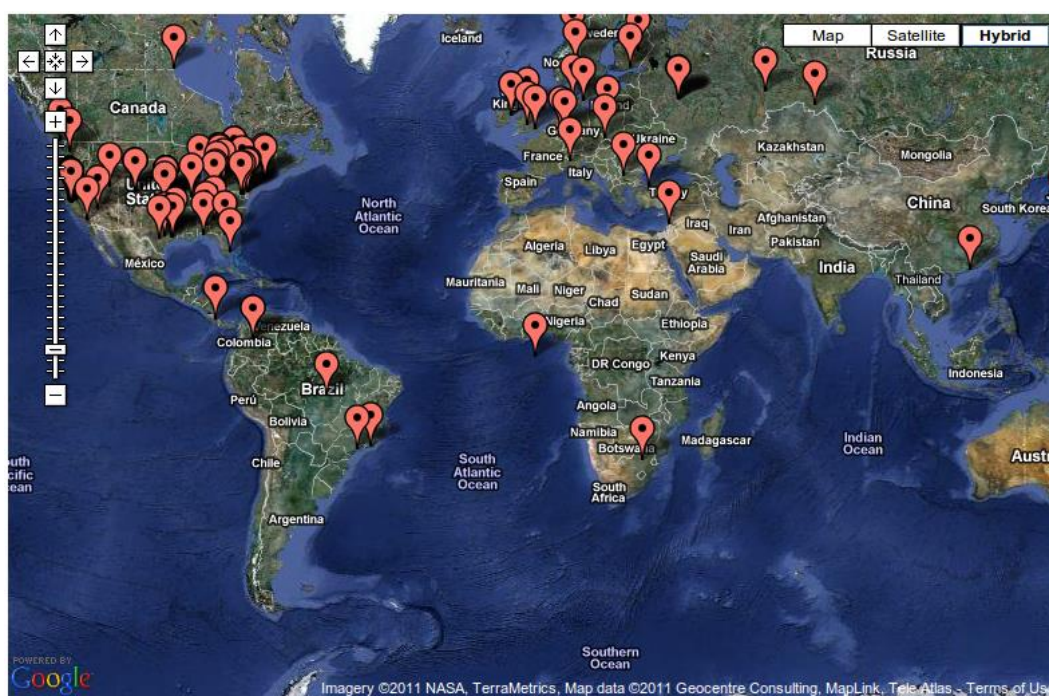 Iceland
Map
Satellite
Hybrid
Russia
Canada
Ukraine
France
Kazakhstan
Mongolia
Italy
Spain
China
South Korea
North
Atlantic
Ocean
Iraq
Iran
Afghanistan
Pakistan
Algeria
Libya
Egypt
Saudi
Arabia
India
México
Thailand
Mauritania
Mali
Niger
Chad
Sudan
Nigeria
Ethiopia
Colombia
DR Congo
Kenya
Brazil
Tanzania
Indonesia
Perú
Angola
Bolivia
Namibia
Madagascar
Indian
Ocean
Chile
South
Atlantic
Ocean
South
Africa
Argentina
Southern
Ocean
POWERED BY
Google
Imagery ©2011 NASA, TerraMetrics, Map data ©2011 Geocentre Consulting, MapLink, Tele Atlas - Terms of Use